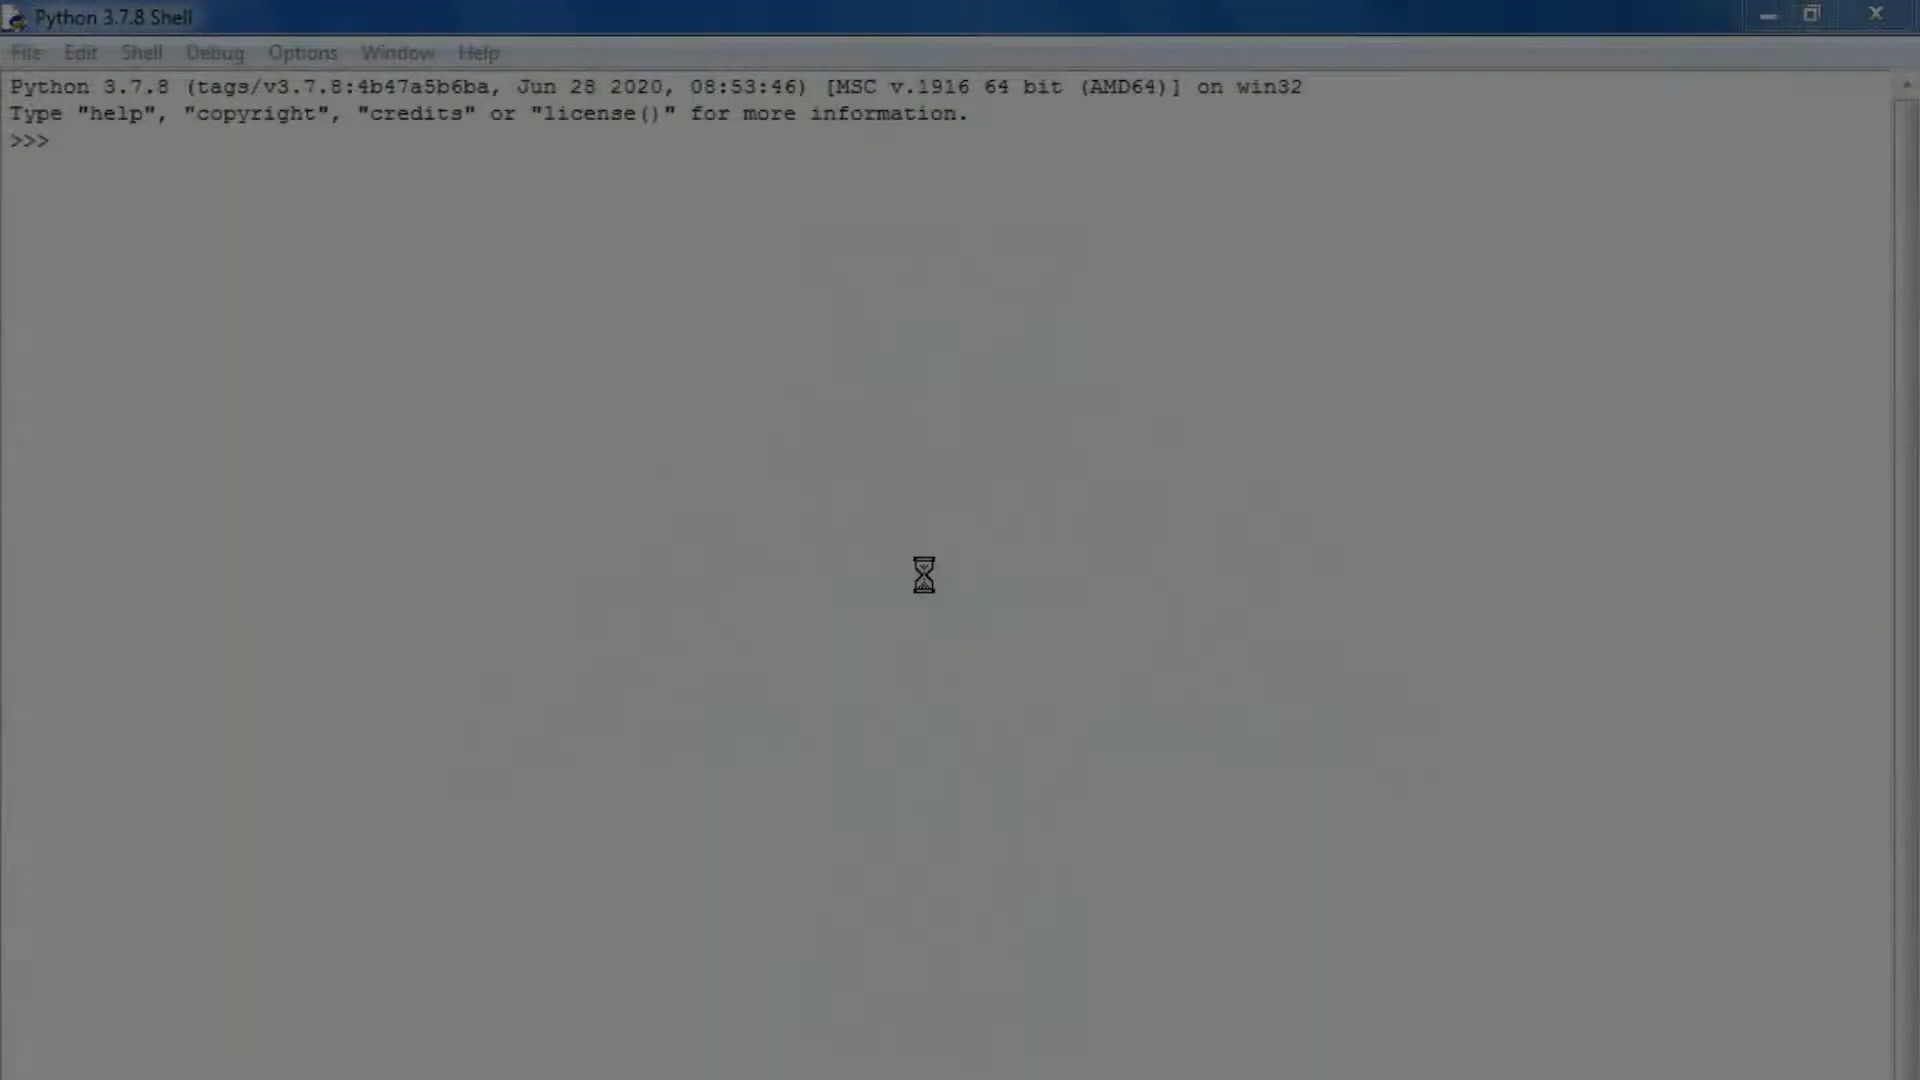 Python 3.7.8 Shell
File Edit Shell Debug Options Window Help
Python 3.7.8 (tags/v3.7.8:4b47a5b6ba, Jun 28 2020, 08:53:46) [MSC v.1916 64 bit (AMD64)] on win32
Type "help", "copyright", "credits" or "license()" for more information.
>>>